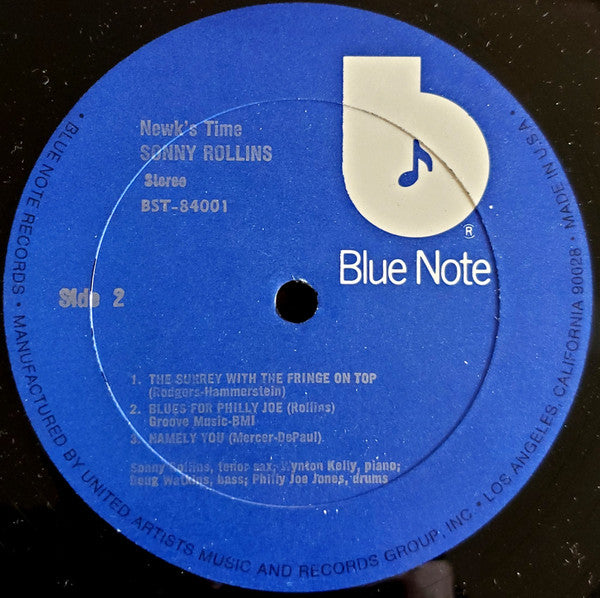 Newk's Time
SONNY ROLLINS
Stereo
BST-84001
®
Blue Note
Side 2
1. THE SURREY WITH THE FRINGE ON TOP
(Rodgers-Hammerstein)
2. BLUES FOR PHILLY JOE (Rollins)
Groove Music-BMI
3. NAMELY YOU (Mercer-DePaul)
Sonny Rollins, tenor sax, Wynton Kelly, piano;
Doug Watkins, bass; Philly Joe Jones, drums
• BLUE NOTE RECORDS • MANUFACTURED BY UNITED ARTISTS MUSIC AND RECORDS GROUP, INC • LOS ANGELES, CALIFORNIA 90028 • MADE IN U.S.A.